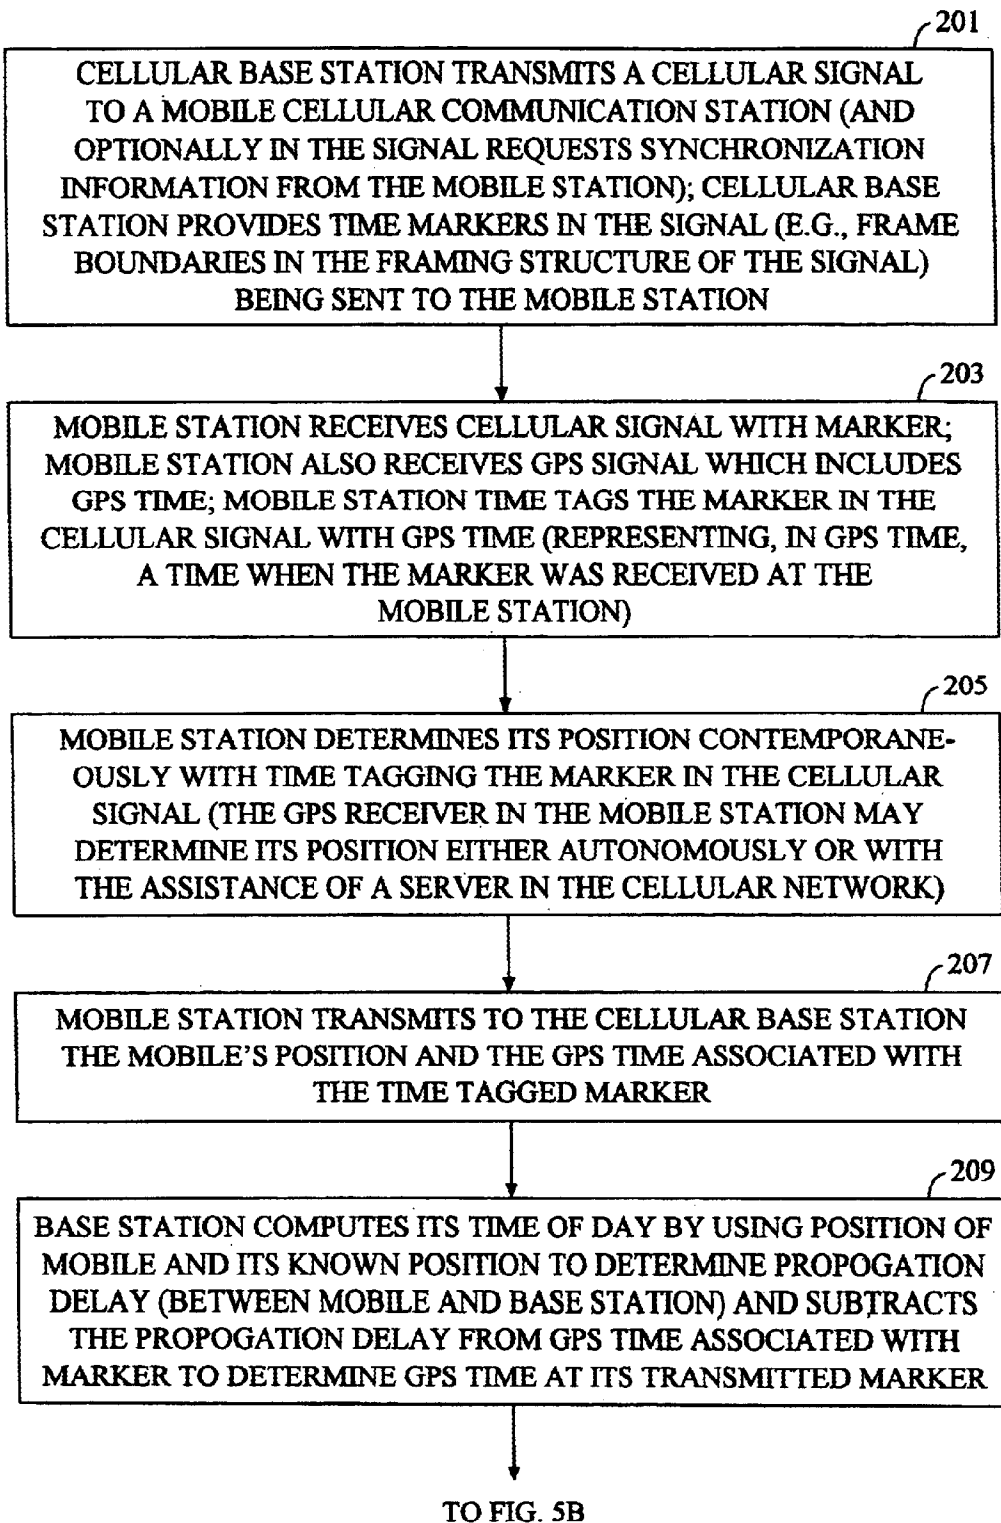 201
CELLULAR BASE STATION TRANSMITS A CELLULAR SIGNAL
TO A MOBILE CELLULAR COMMUNICATION STATION (AND
OPTIONALLY IN THE SIGNAL REQUESTS SYNCHRONIZATION
INFORMATION FROM THE MOBILE STATION); CELLULAR BASE
STATION PROVIDES TIME MARKERS IN THE SIGNAL (E.G., FRAME
BOUNDARIES IN THE FRAMING STRUCTURE OF THE SIGNAL)
BEING SENT TO THE MOBILE STATION
203
MOBILE STATION RECEIVES CELLULAR SIGNAL WITH MARKER;
MOBILE STATION ALSO RECEIVES GPS SIGNAL WHICH INCLUDES
GPS TIME; MOBILE STATION TIME TAGS THE MARKER IN THE
CELLULAR SIGNAL WITH GPS TIME (REPRESENTING, IN GPS TIME,
A TIME WHEN THE MARKER WAS RECEIVED AT THE
MOBILE STATION)
205
MOBILE STATION DETERMINES ITS POSITION CONTEMPORANE-
OUSLY WITH TIME TAGGING THE MARKER IN THE CELLULAR
SIGNAL (THE GPS RECEIVER IN THE MOBILE STATION MAY
DETERMINE ITS POSITION EITHER AUTONOMOUSLY OR WITH
THE ASSISTANCE OF A SERVER IN THE CELLULAR NETWORK)
207
MOBILE STATION TRANSMITS TO THE CELLULAR BASE STATION
THE MOBILE'S POSITION AND THE GPS TIME ASSOCIATED WITH
THE TIME TAGGED MARKER
209
BASE STATION COMPUTES ITS TIME OF DAY BY USING POSITION OF
MOBILE AND ITS KNOWN POSITION TO DETERMINE PROPOGATION
DELAY (BETWEEN MOBILE AND BASE STATION) AND SUBTRACTS
THE PROPOGATION DELAY FROM GPS TIME ASSOCIATED WITH
MARKER TO DETERMINE GPS TIME AT ITS TRANSMITTED MARKER
TO FIG. 5B